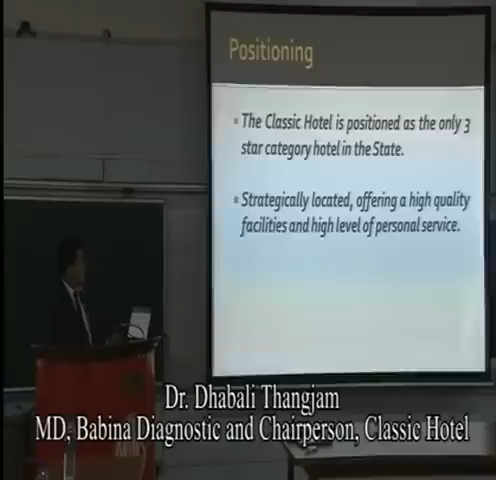 Positioning
The Classic Hotel is positioned as the only 3
star category hotel in the State.
Strategically located, offering a high quality
facilities and high level of personal service.
Dr. Dhabali Thangjam
MD, Babina Diagnostic and Chairperson, Classic Hotel